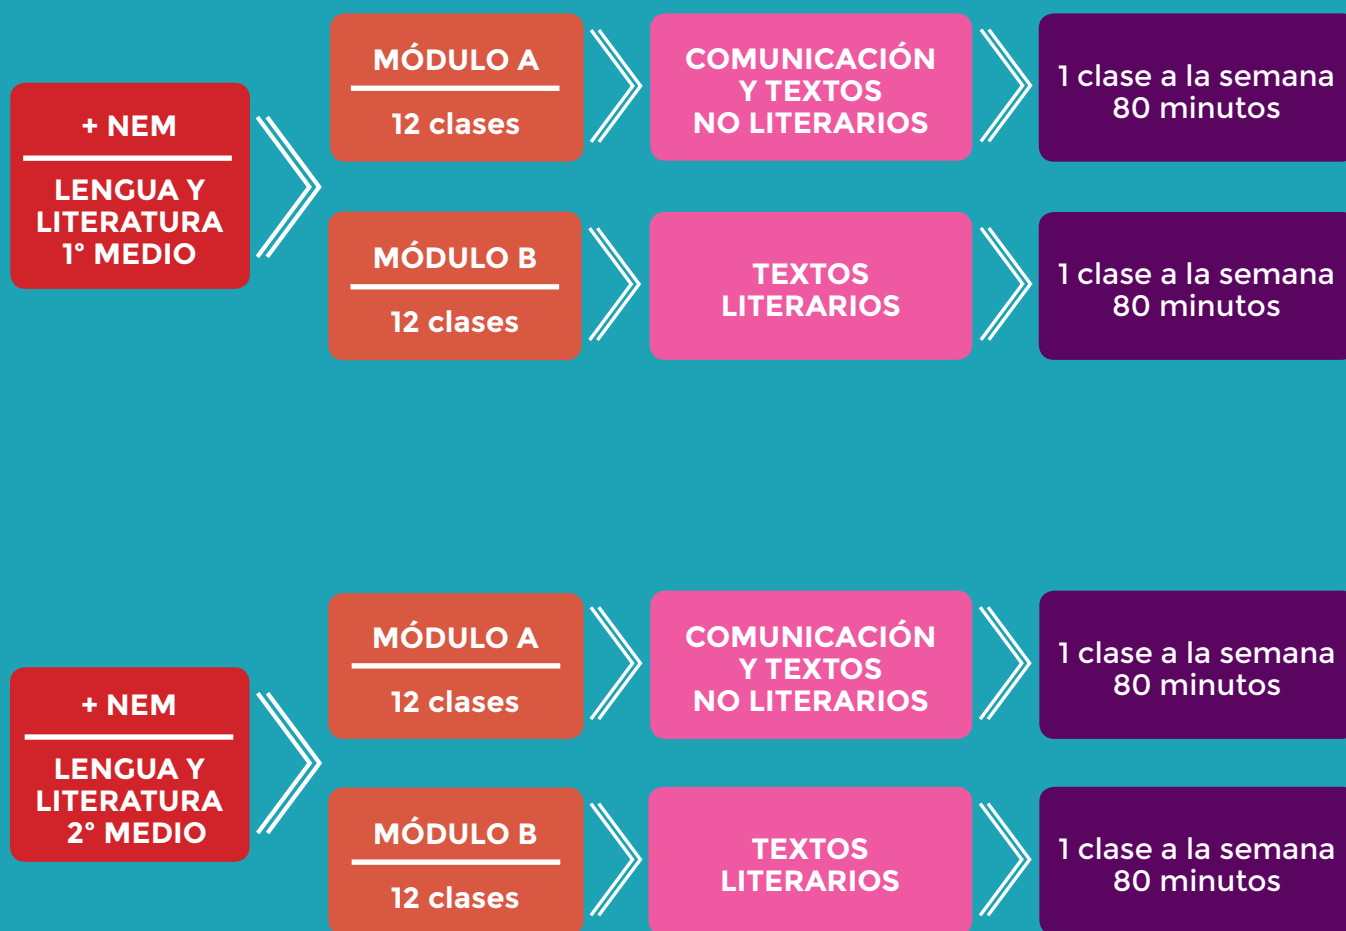 + NEM
LENGUA Y
LITERATURA
1º MEDIO
MÓDULO A
12 clases
COMUNICACIÓN
Y TEXTOS
NO LITERARIOS
1 clase a la semana
80 minutos
MÓDULO B
12 clases
TEXTOS
LITERARIOS
1 clase a la semana
80 minutos
+ NEM
LENGUA Y
LITERATURA
2º MEDIO
MÓDULO A
12 clases
COMUNICACIÓN
Y TEXTOS
NO LITERARIOS
1 clase a la semana
80 minutos
MÓDULO B
12 clases
TEXTOS
LITERARIOS
1 clase a la semana
80 minutos